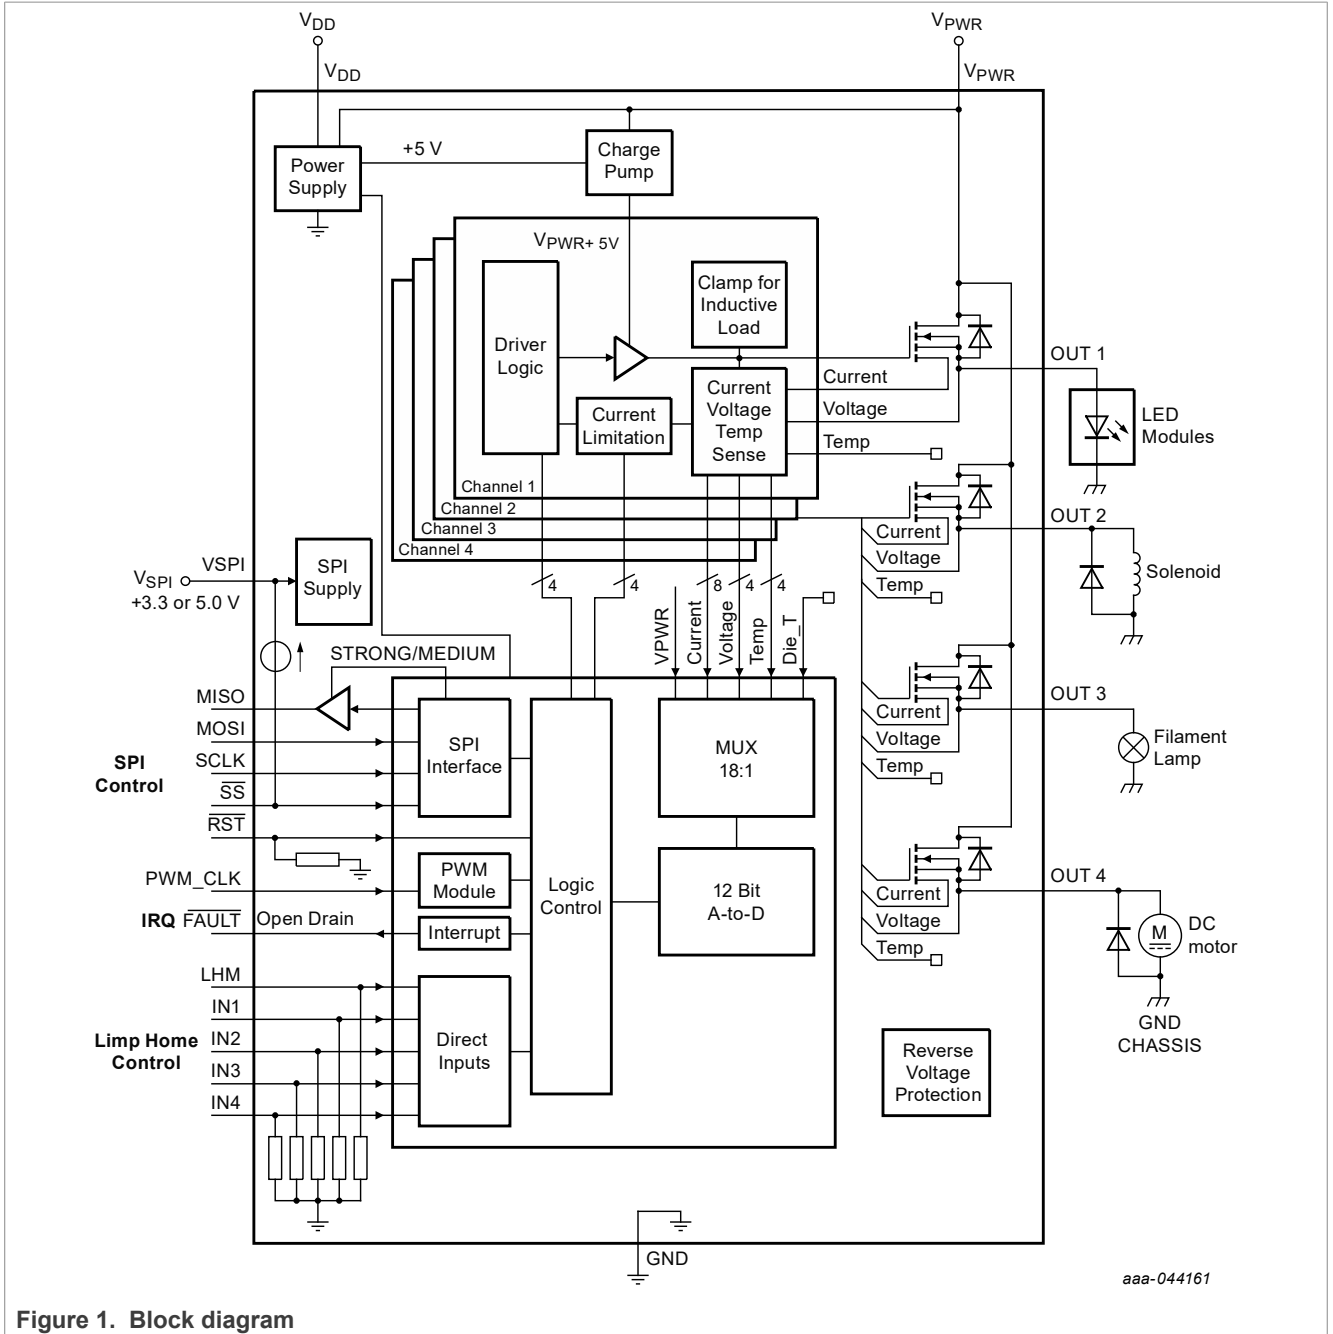 VDD
VPWR
VDD
VPWR
Power
Supply
+5 V
Charge
Pump
VPWR+ 5V
Clamp for
Inductive
Load
Driver
Logic
Current
Limitation
Current
Voltage
Temp
Sense
Current
Voltage
Temp
OUT 1
LED
Modules
Channel 1
Channel 2
Channel 3
Channel 4
Current
Voltage
Temp
OUT 2
Solenoid
VSPI
VSPI
+3.3 or 5.0 V
SPI
Supply
4
4
8
4
4
VPWR
Current
Voltage
Temp
Die_T
STRONG/MEDIUM
MISO
MOSI
SCLK
SS
RST
SPI
Control
SPI
Interface
MUX
18:1
Current
Voltage
Temp
OUT 3
Filament
Lamp
PWM_CLK
PWM
Module
Logic
Control
12 Bit
A-to-D
IRQ FAULT
Open Drain
Interrupt
Current
Voltage
Temp
OUT 4
M
DC
motor
GND
CHASSIS
LHM
IN1
IN2
IN3
IN4
Limp Home
Control
Direct
Inputs
Reverse
Voltage
Protection
GND
aaa-044161
Figure 1. Block diagram